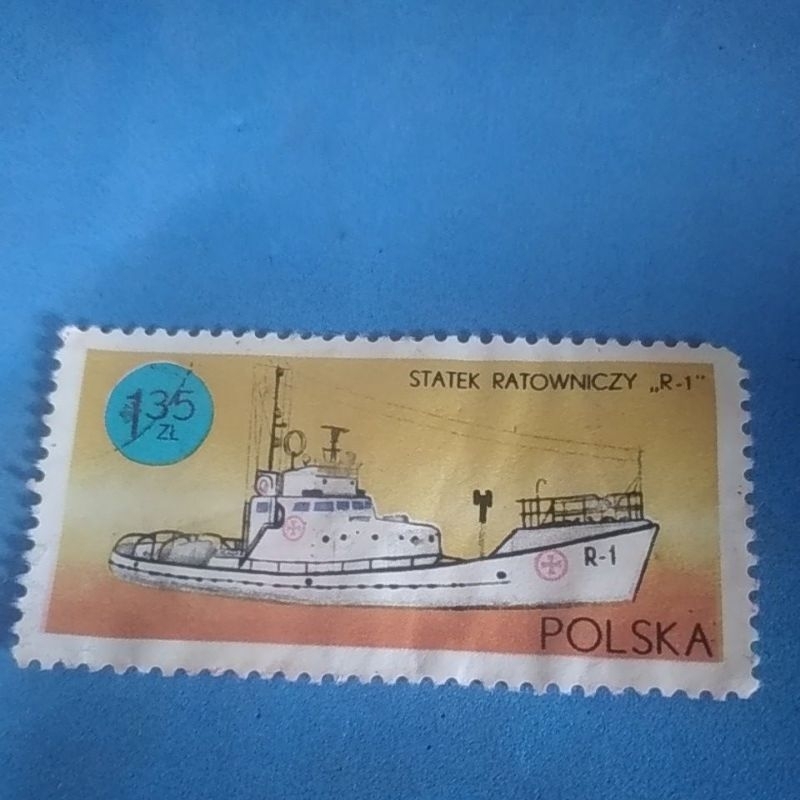 STATEK RATOWNICZY „R-1"
1,35
ZŁ
R-1
POLSKA